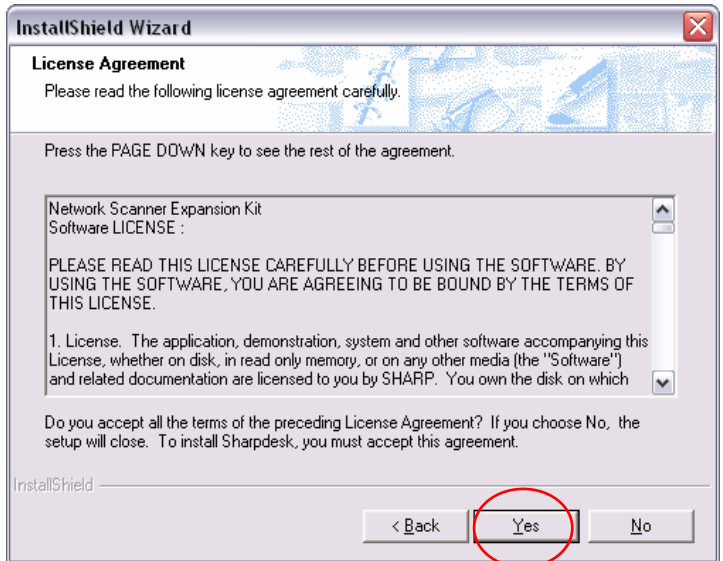 InstallShield Wizard
License Agreement
Please read the following license agreement carefully.
Press the PAGE DOWN key to see the rest of the agreement.
Network Scanner Expansion Kit
Software LICENSE :
PLEASE READ THIS LICENSE CAREFULLY BEFORE USING THE SOFTWARE. BY
USING THE SOFTWARE, YOU ARE AGREEING TO BE BOUND BY THE TERMS OF
THIS LICENSE.
1. License. The application, demonstration, system and other software accompanying this
License, whether on disk, in read only memory, or on any other media (the "Software")
and related documentation are licensed to you by SHARP. You own the disk on which
Do you accept all the terms of the preceding License Agreement? If you choose No, the
setup will close. To install Sharpdesk, you must accept this agreement.
InstallShield
< Back
Yes
No